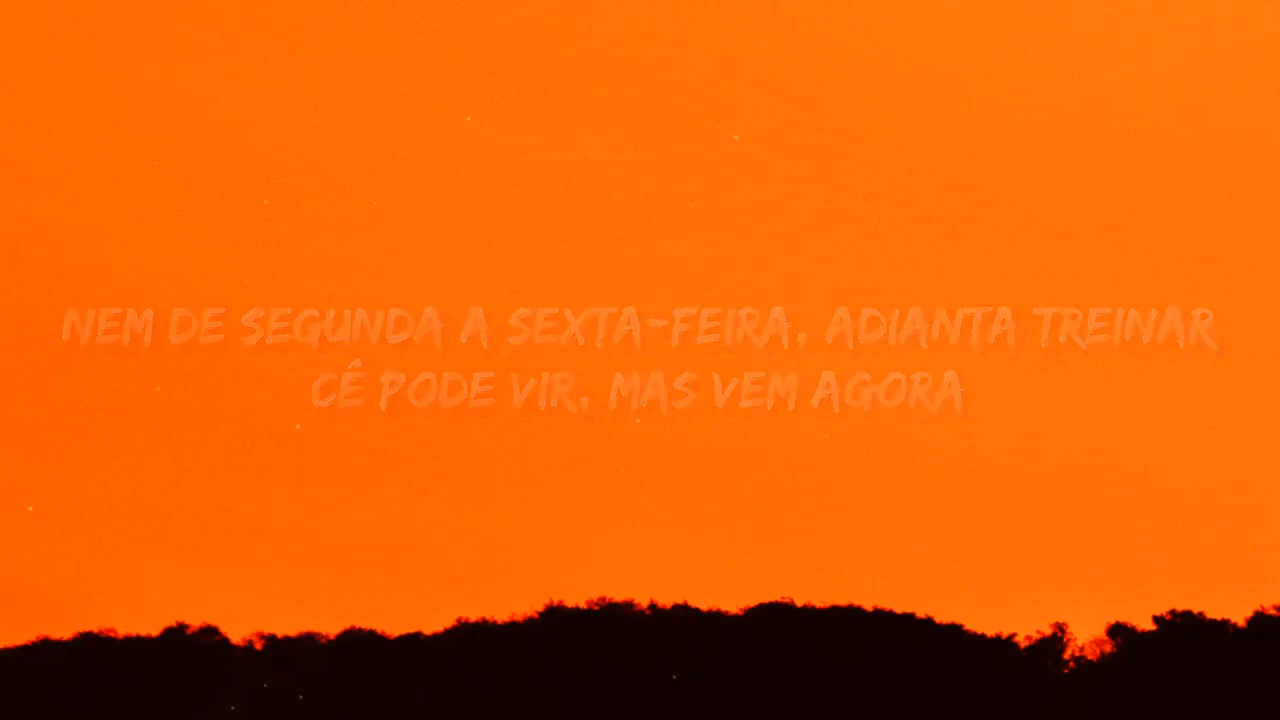 NEM DE SEGUNDA A SEXTA-FEIRA, ADIANTA TREINAR
CÊ PODE VIR, MAS VEM AGORA